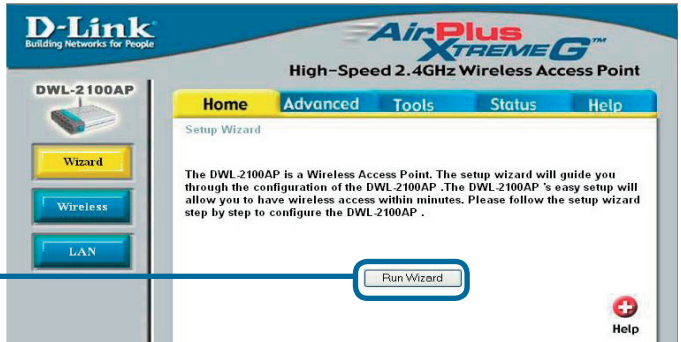 D-Link
Building Networks for People
AirPlus
XTREME G™
High-Speed 2.4GHz Wireless Access Point
DWL-2100AP
Home Advanced Tools Status Help
Setup Wizard
Wizard
Wireless
LAN
The DWL-2100AP is a Wireless Access Point. The setup wizard will guide you
through the configuration of the DWL-2100AP .The DWL-2100AP 's easy setup will
allow you to have wireless access within minutes. Please follow the setup wizard
step by step to configure the DWL-2100AP .
Run Wizard
Help